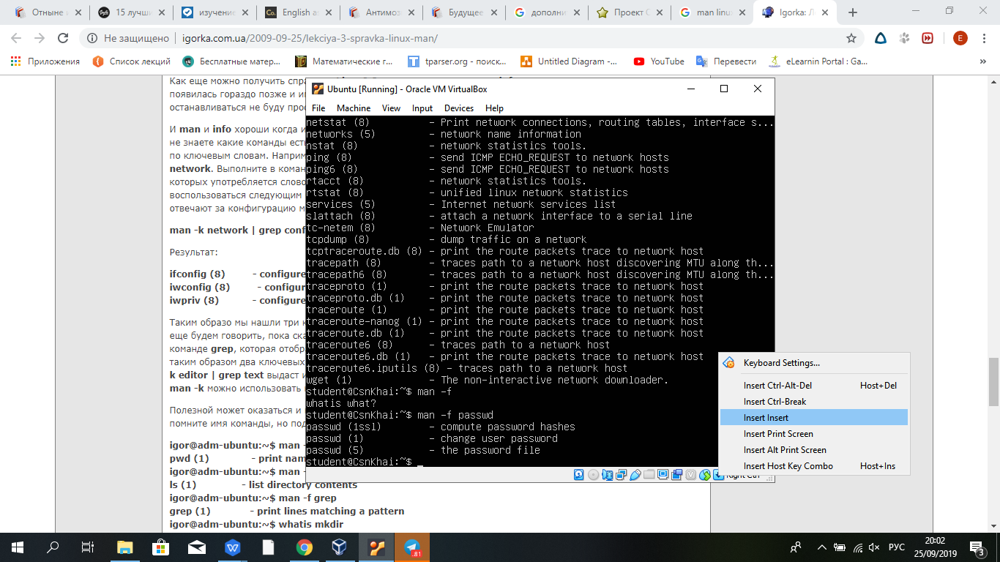 Отныне к
15 лучши
изучение
English a
Антимоз
Будущее
дополни
Проект С
man linu
Igorka: Л
Не защищено
igorka.com.ua/2009-09-25/lekciya-3-spravka-linux-man/
E
Приложения
Список лекций
Бесплатные матер...
Математические г...
tparser.org - поиск...
Untitled Diagram -...
YouTube
Перевести
eLearnin Portal : Ga...
»
Как еще можно получить спра
появилась гораздо позже и им
останавливаться не буду прос
И man и info хороши когда и
не знаете какие команды есть
по ключевым словам. Наприм
network. Выполните в коман
которых употребляется слово
воспользоваться следующим
отвечают за конфигурацию м
man -k network | grep conf
Результат:
ifconfig (8) - configure
iwconfig (8) - configur
iwpriv (8) - configure
Таким образо мы нашли три к
еще будем говорить, пока ска
команде grep, которая отобр
таким образом два ключевых
k editor | grep text выдаст и
man -k можно использовать
Полезной может оказаться и
помните имя команды, но под
igor@adm-ubuntu:~$ man -
pwd (1) - print nam
igor@adm-ubuntu:~$ man -
ls (1) - list directory contents
igor@adm-ubuntu:~$ man -f grep
grep (1) - print lines matching a pattern
igor@adm-ubuntu:~$ whatis mkdir
Ubuntu [Running] - Oracle VM VirtualBox
File Machine View Input Devices Help
netstat (8) - Print network connections, routing tables, interface s...
networks (5) - network name information
nstat (8) - network statistics tools.
ping (8) - send ICMP ECHO_REQUEST to network hosts
ping6 (8) - send ICMP ECHO_REQUEST to network hosts
rtacct (8) - network statistics tools.
rtstat (8) - unified linux network statistics
services (5) - Internet network services list
slattach (8) - attach a network interface to a serial line
tc-netem (8) - Network Emulator
tcpdump (8) - dump traffic on a network
tcptraceroute.db (8) - print the route packets trace to network host
tracepath (8) - traces path to a network host discovering MTU along th...
tracepath6 (8) - traces path to a network host discovering MTU along th...
traceproto (1) - print the route packets trace to network host
traceproto.db (1) - print the route packets trace to network host
traceroute (1) - print the route packets trace to network host
traceroute-nanog (1) - print the route packets trace to network host
traceroute.db (1) - print the route packets trace to network host
traceroute6 (8) - traces path to a network host
traceroute6.db (1) - print the route packets trace to network host
traceroute6.iputils (8) - traces path to a network host
wget (1) - The non-interactive network downloader.
student@CsnKhai:~$ man -f
whatis what?
student@CsnKhai:~$ man -f passwd
passwd (1ssl) - compute password hashes
passwd (1) - change user password
passwd (5) - the password file
student@CsnKhai:~$ _
Right Ctrl
Keyboard Settings...
Insert Ctrl-Alt-Del Host+Del
Insert Ctrl-Break
Insert Insert
Insert Print Screen
Insert Alt Print Screen
Insert Host Key Combo Host+Ins
81
РУС
20:02
25/09/2019
3